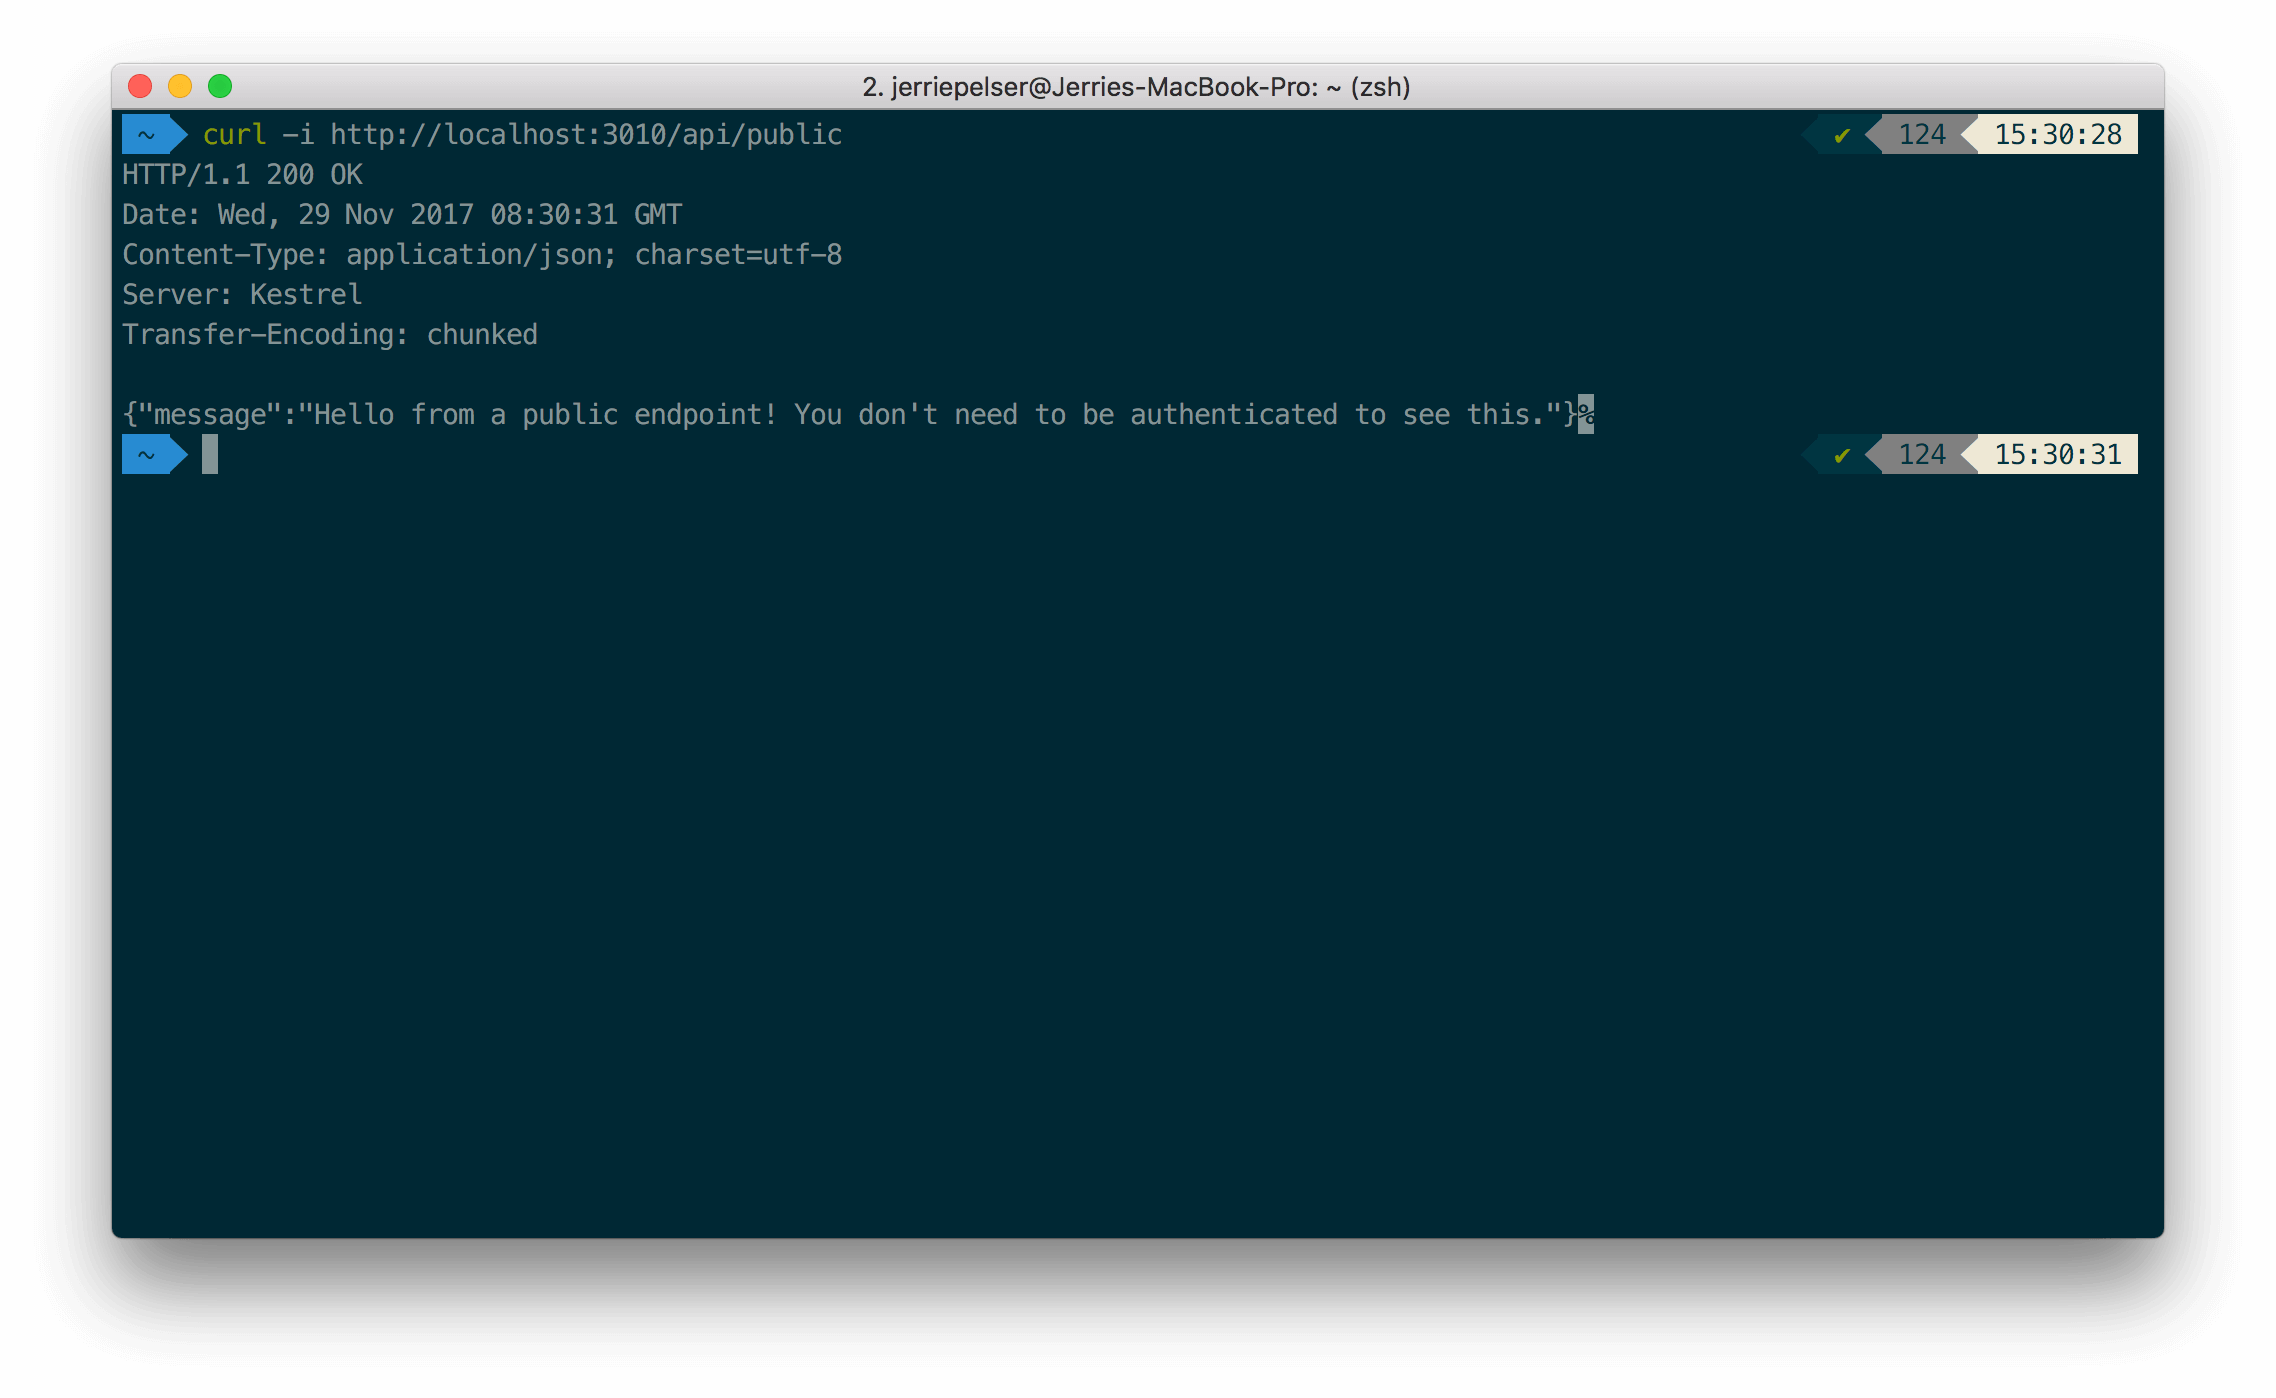 2. jerriepelser@Jerries-MacBook-Pro: ~ (zsh)
~ curl -i http://localhost:3010/api/public ✔ 124 15:30:28
HTTP/1.1 200 OK
Date: Wed, 29 Nov 2017 08:30:31 GMT
Content-Type: application/json; charset=utf-8
Server: Kestrel
Transfer-Encoding: chunked
{"message":"Hello from a public endpoint! You don't need to be authenticated to see this."}%
~ ✔ 124 15:30:31